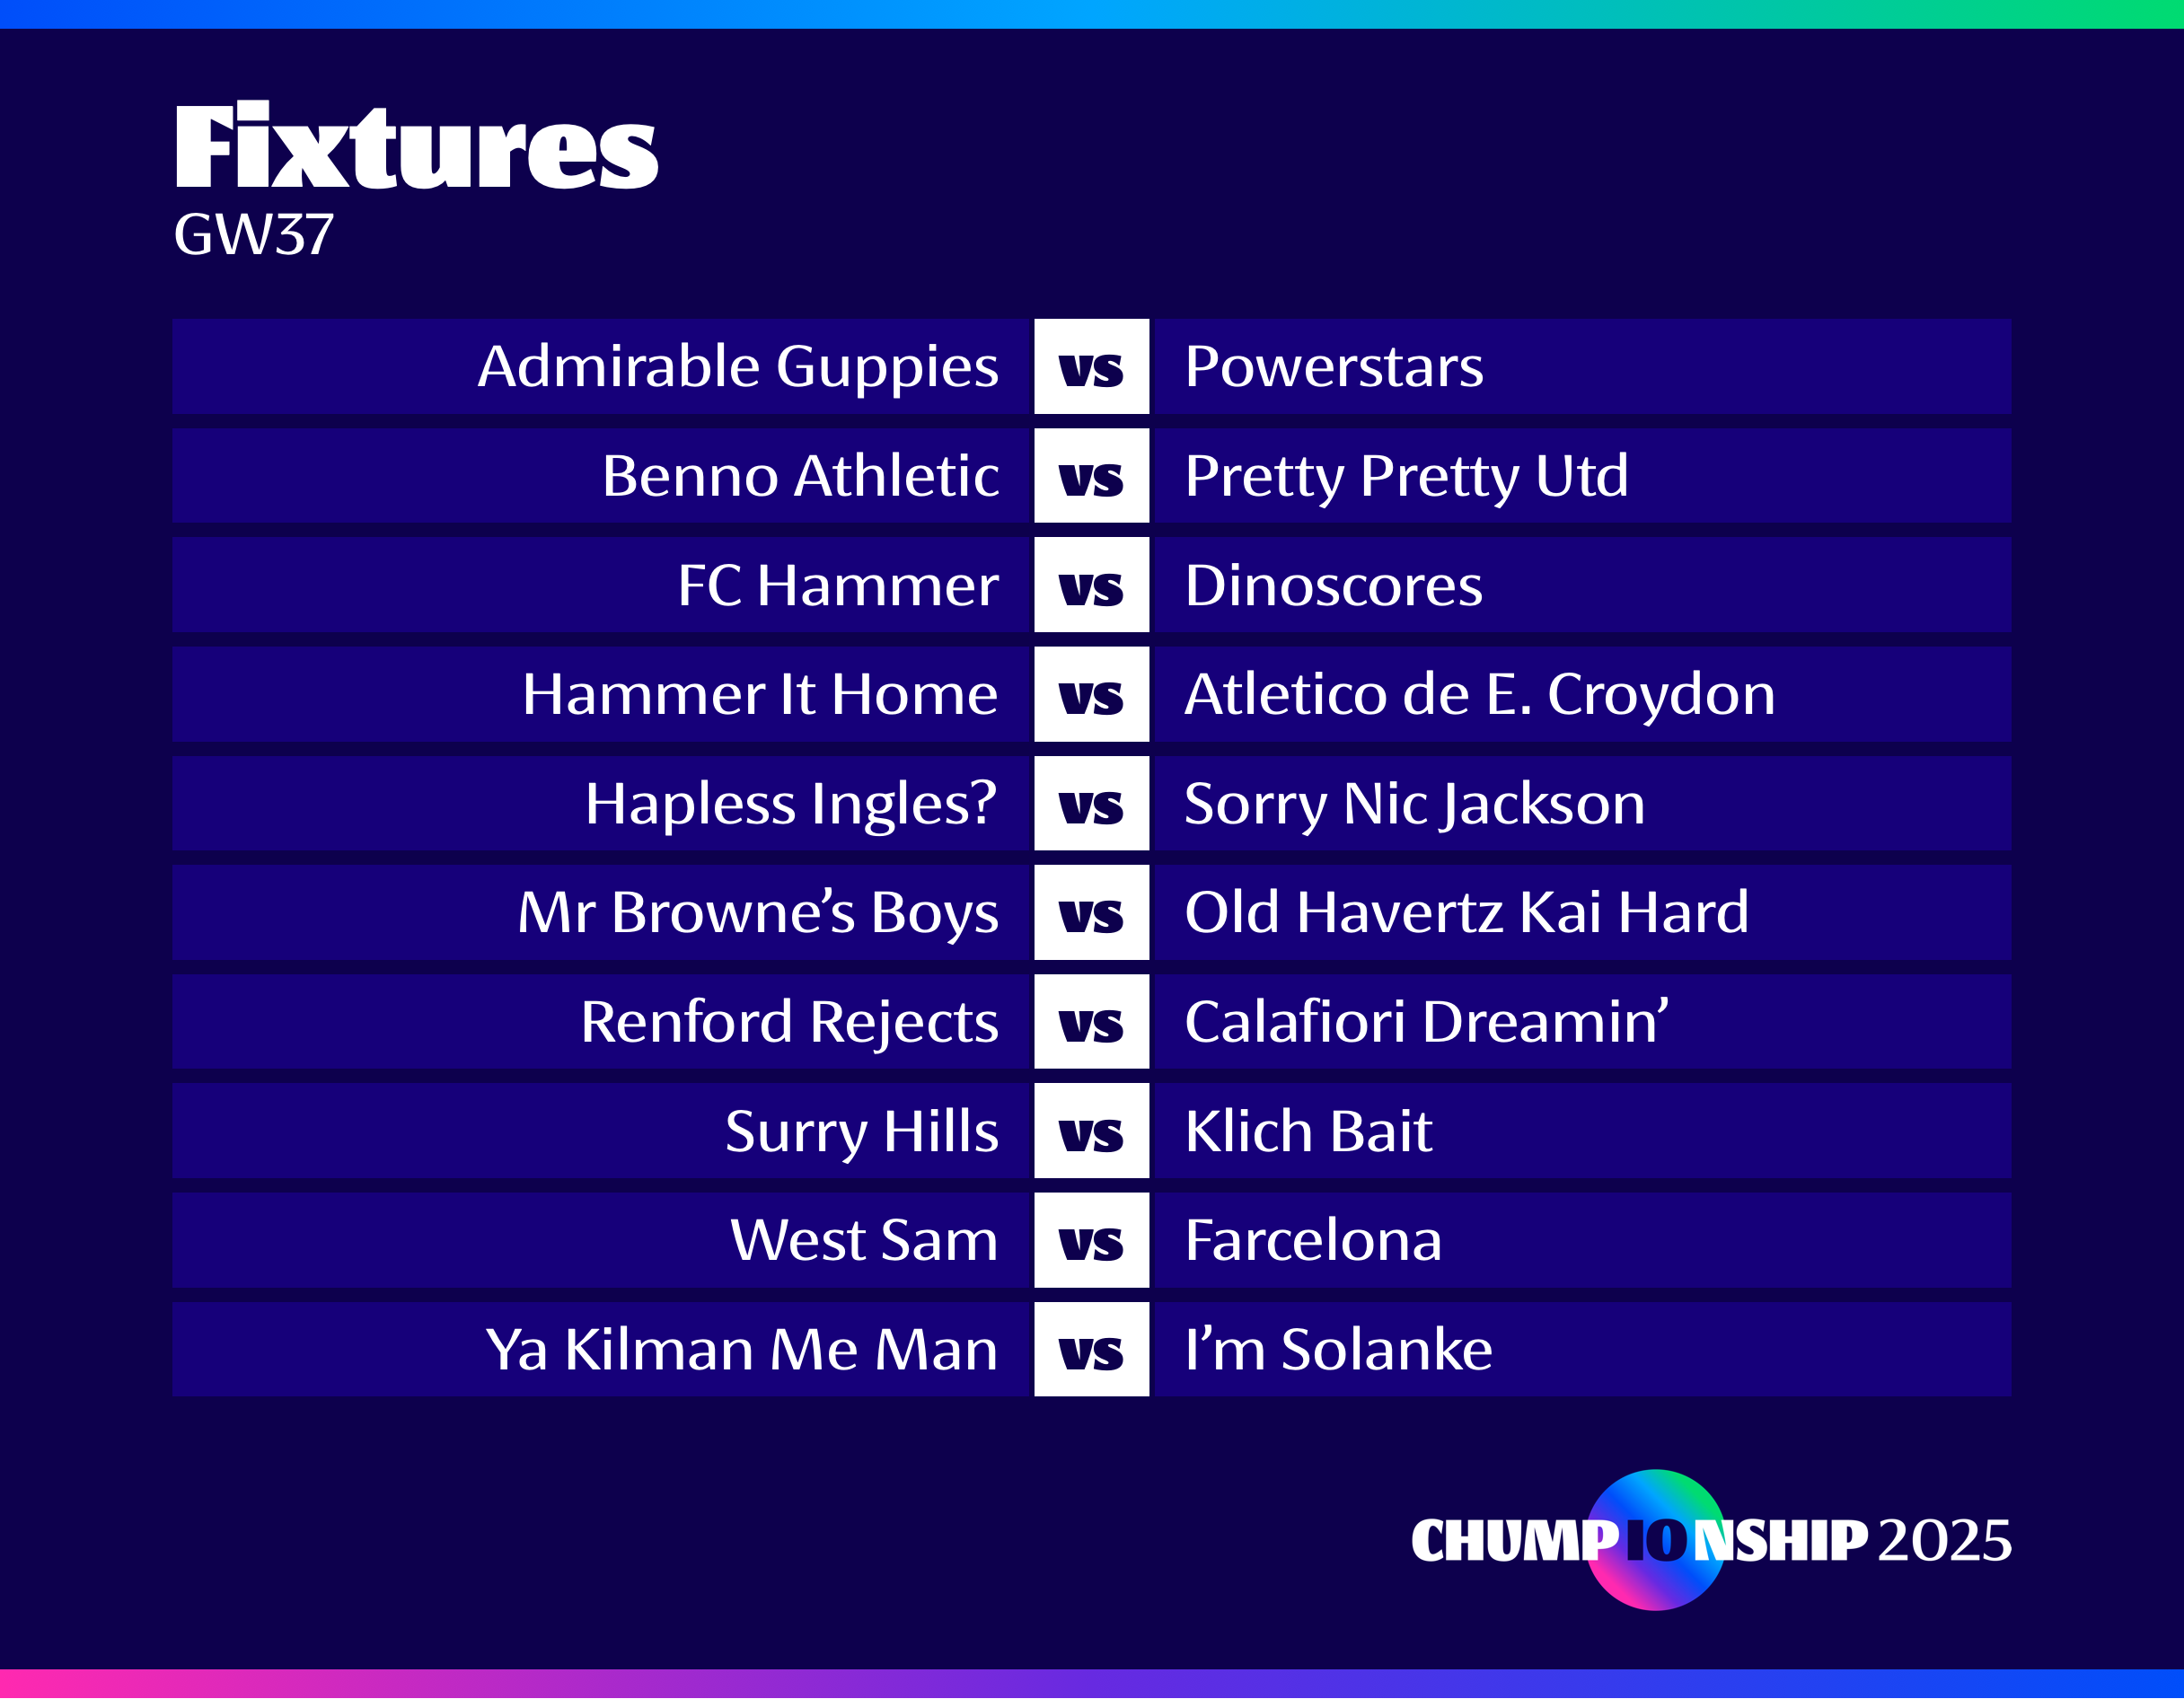 Fixtures
GW37
Admirable Guppies vs Powerstars
Benno Athletic vs Pretty Pretty Utd
FC Hammer vs Dinoscores
Hammer It Home vs Atletico de E. Croydon
Hapless Ingles? vs Sorry Nic Jackson
Mr Browne’s Boys vs Old Havertz Kai Hard
Renford Rejects vs Calafiori Dreamin’
Surry Hills vs Klich Bait
West Sam vs Farcelona
Ya Kilman Me Man vs I’m Solanke
CHUMPIONSHIP 2025